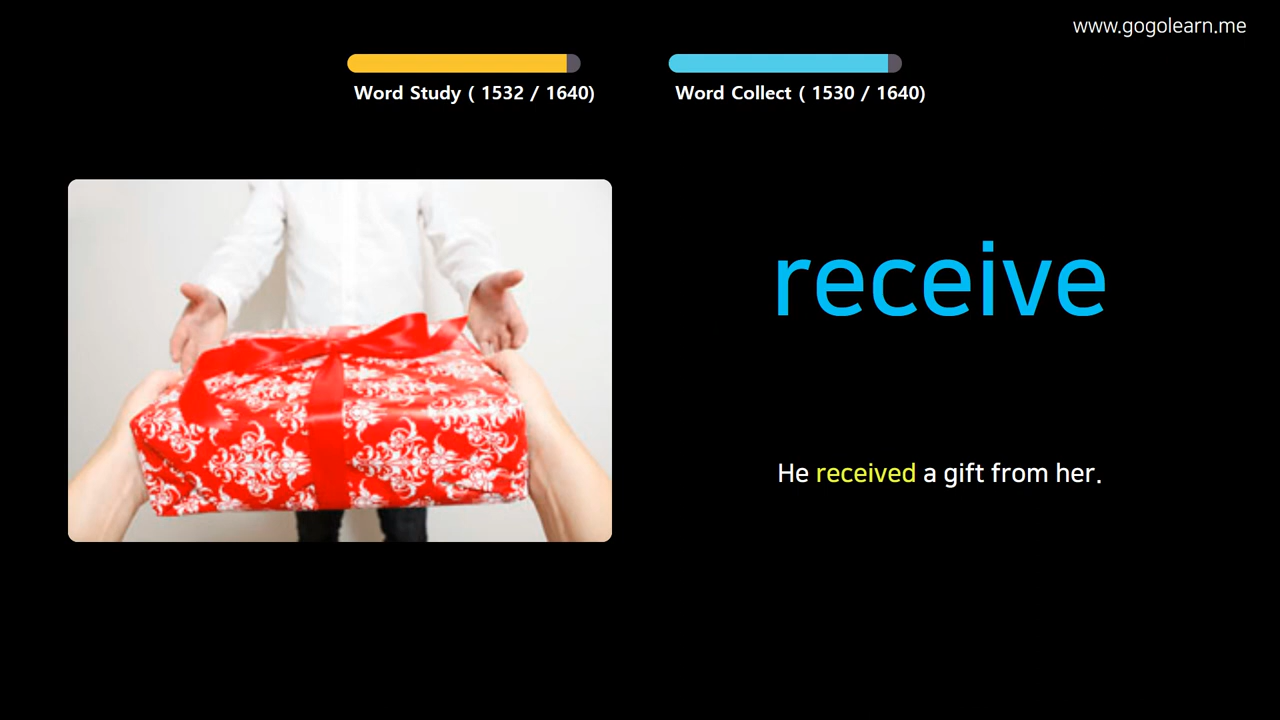 www.gogolearn.me
Word Study ( 1532 / 1640)
Word Collect ( 1530 / 1640)
receive
He received a gift from her.